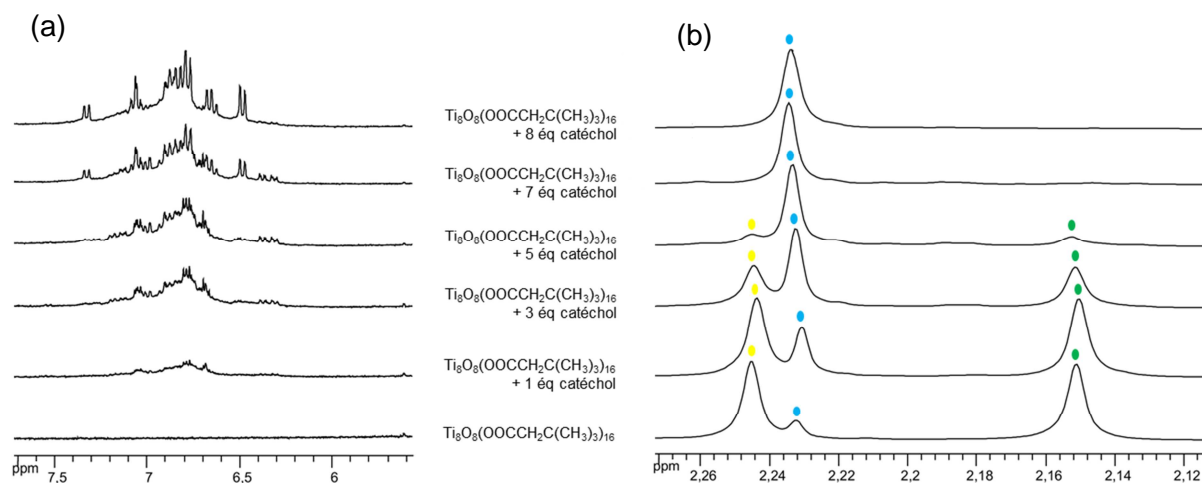 (a)
(b)
Ti₈O₈(OOCCH₂C(CH₃)₃)₁₆
+ 8 éq catéchol
Ti₈O₈(OOCCH₂C(CH₃)₃)₁₆
+ 7 éq catéchol
Ti₈O₈(OOCCH₂C(CH₃)₃)₁₆
+ 5 éq catéchol
Ti₈O₈(OOCCH₂C(CH₃)₃)₁₆
+ 3 éq catéchol
Ti₈O₈(OOCCH₂C(CH₃)₃)₁₆
+ 1 éq catéchol
Ti₈O₈(OOCCH₂C(CH₃)₃)₁₆
ppm 7.5 7 6.5 6
ppm 2,26 2,24 2,22 2,2 2,18 2,16 2,14 2,12